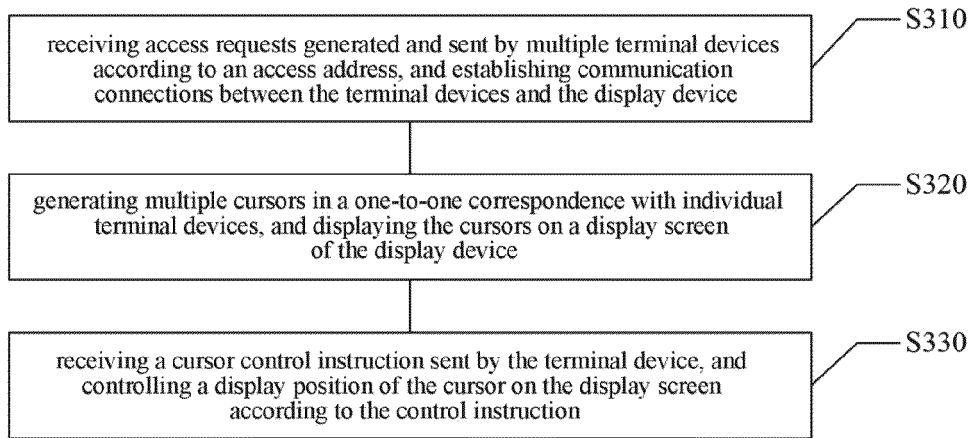 receiving access requests generated and sent by multiple terminal devices
according to an access address, and establishing communication
connections between the terminal devices and the display device
S310
generating multiple cursors in a one-to-one correspondence with individual
terminal devices, and displaying the cursors on a display screen
of the display device
S320
receiving a cursor control instruction sent by the terminal device, and
controlling a display position of the cursor on the display screen
according to the control instruction
S330